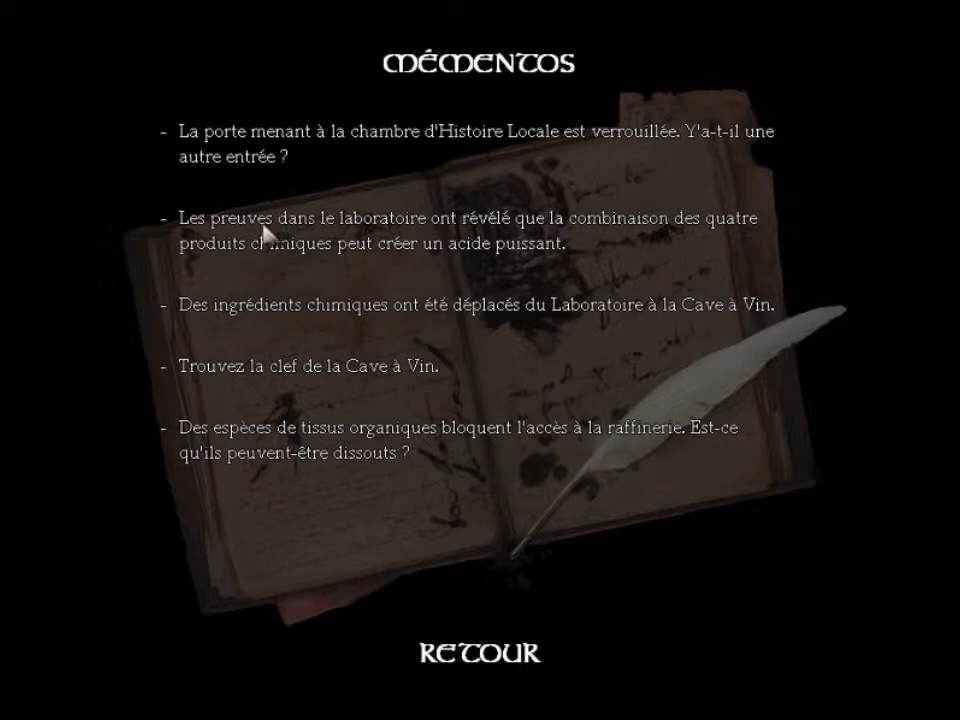 MÉMENTOS
- La porte menant à la chambre d'Histoire Locale est verrouillée. Y'a-t-il une
autre entrée ?
- Les preuves dans le laboratoire ont révélé que la combinaison des quatre
produits chimiques peut créer un acide puissant.
- Des ingrédients chimiques ont été déplacés du Laboratoire à la Cave à Vin.
- Trouvez la clef de la Cave à Vin.
- Des espèces de tissus organiques bloquent l'accès à la raffinerie. Est-ce
qu'ils peuvent-être dissouts ?
RETOUR